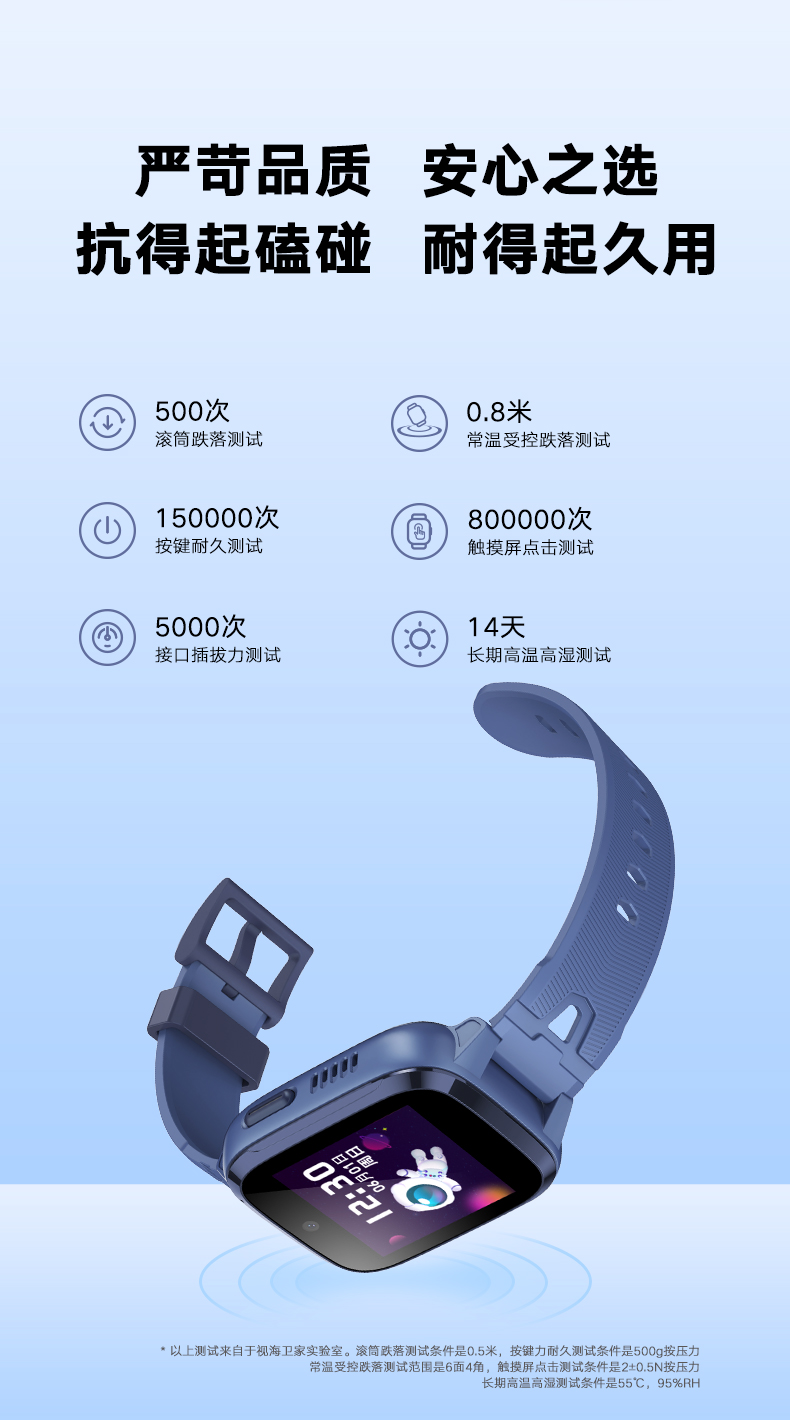 严苛品质 安心之选
抗得起磕碰 耐得起久用
500次
滚筒跌落测试
0.8米
常温受控跌落测试
150000次
按键耐久测试
800000次
触摸屏点击测试
5000次
接口插拔力测试
14天
长期高温高湿测试
12:30
06月01日
周日
* 以上测试来自于视海卫家实验室。滚筒跌落测试条件是0.5米，按键力耐久测试条件是500g按压力
常温受控跌落测试范围是6面4角，触摸屏点击测试条件是2±0.5N按压力
长期高温高湿测试条件是55℃，95%RH